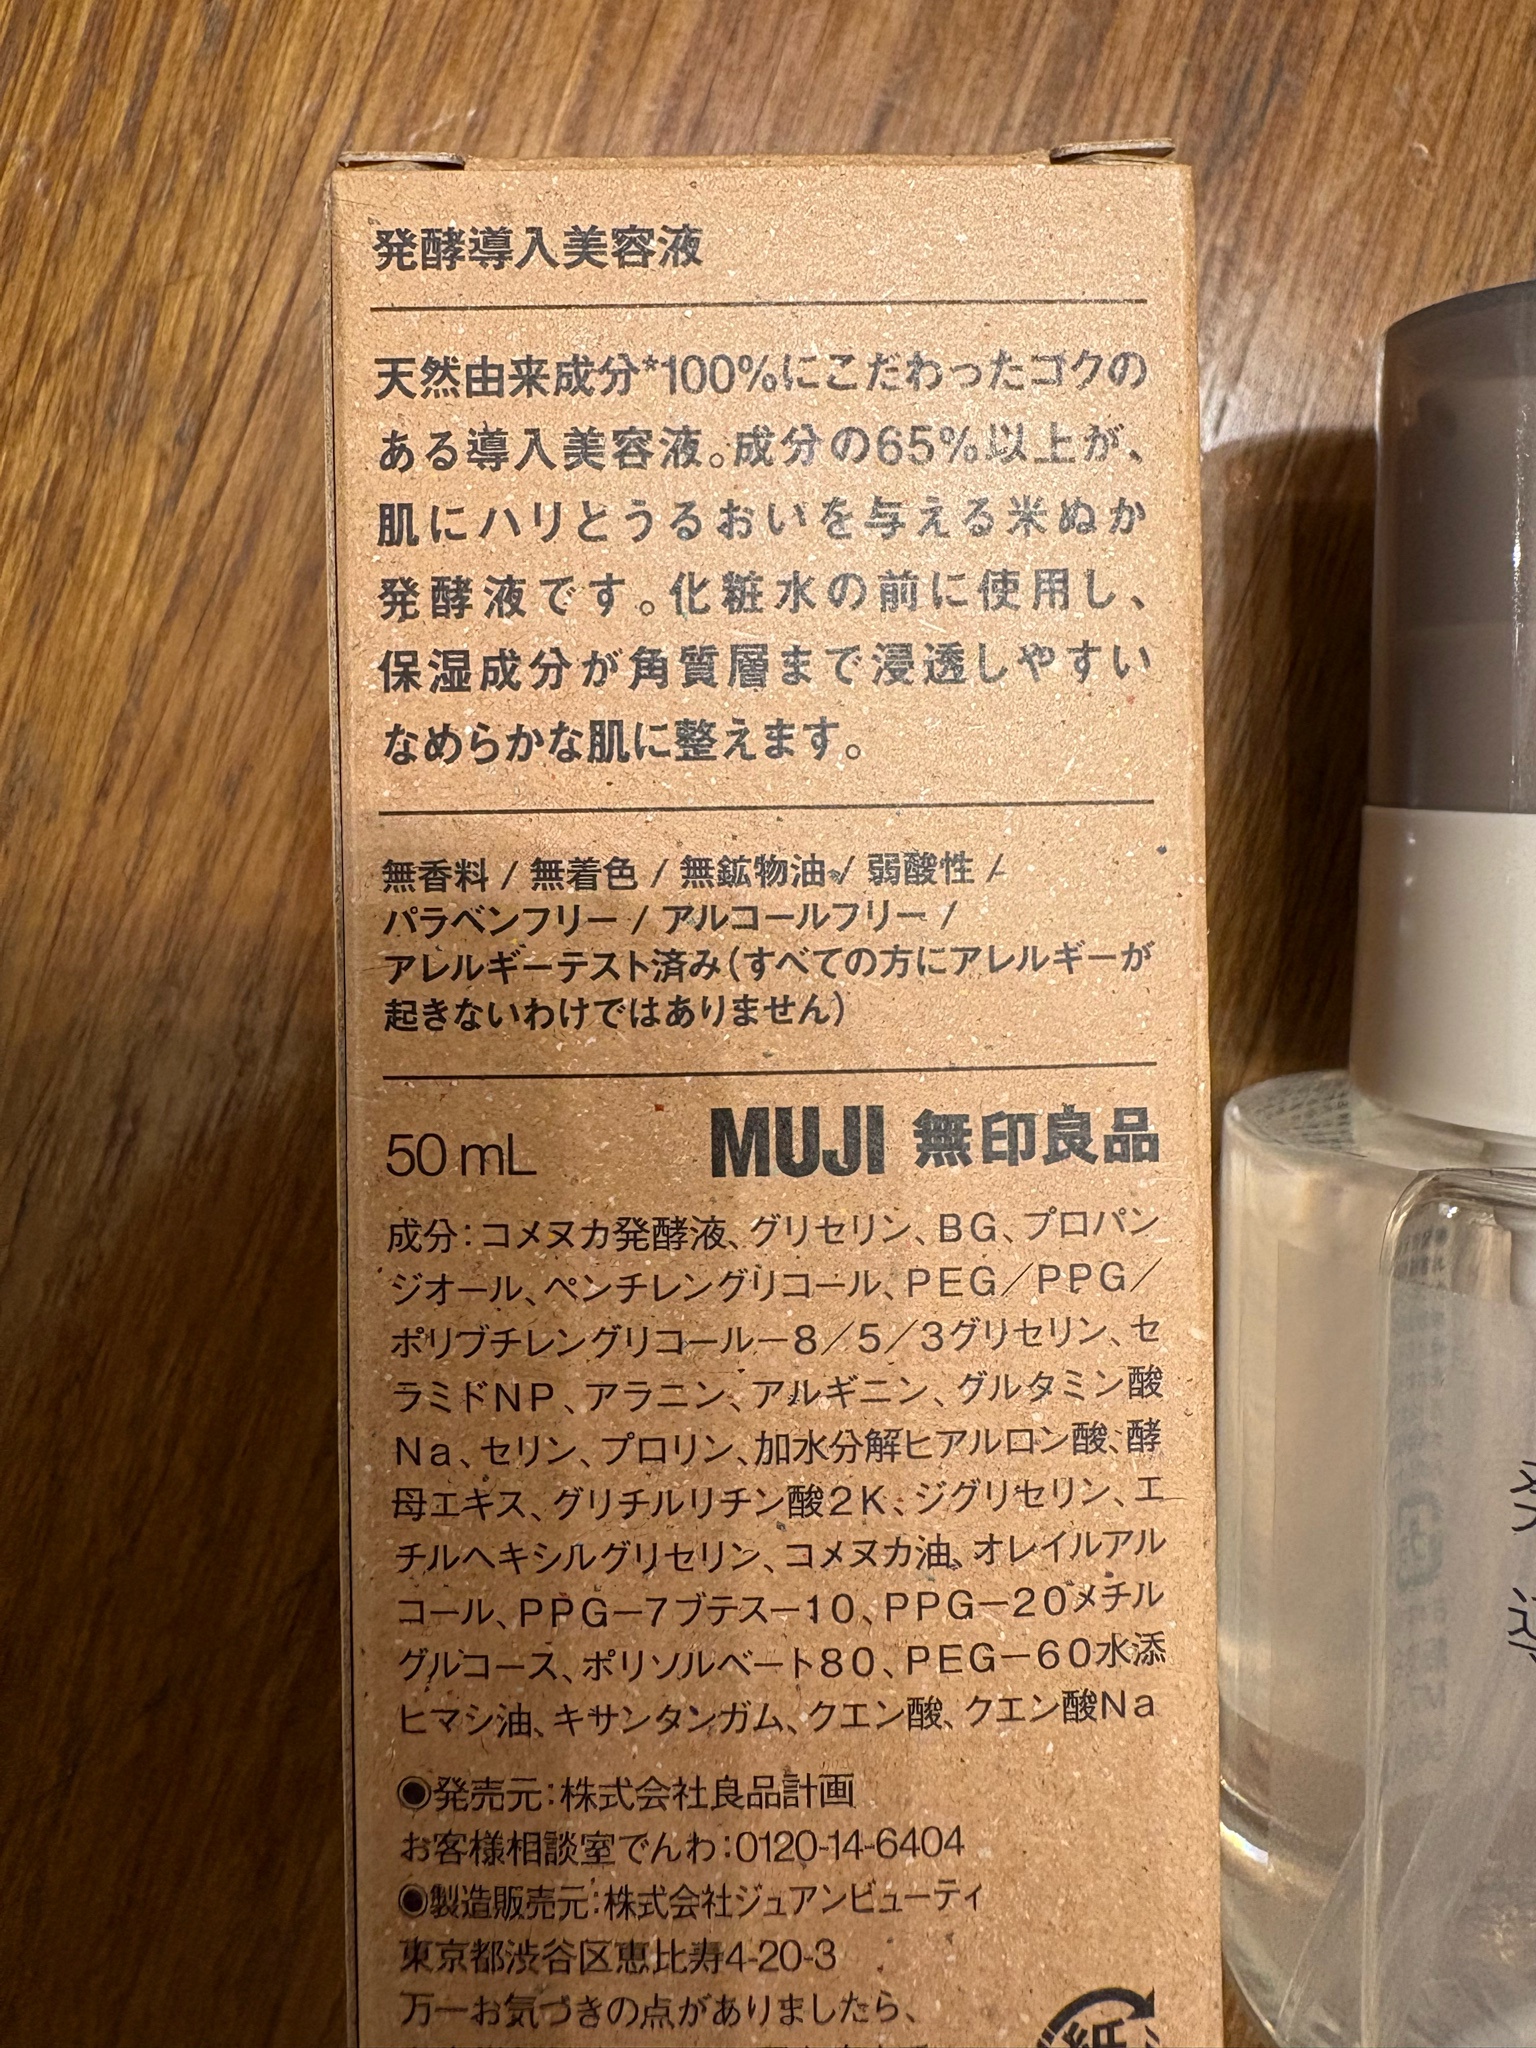 発酵導入美容液
天然由来成分*100%にこだわったコクの
ある導入美容液。成分の65%以上が、
肌にハリとうるおいを与える米ぬか
発酵液です。化粧水の前に使用し、
保湿成分が角質層まで浸透しやすい
なめらかな肌に整えます。
無香料 / 無着色 / 無鉱物油 / 弱酸性 /
パラベンフリー / アルコールフリー /
アレルギーテスト済み(すべての方にアレルギーが
起きないわけではありません)
50 mL MUJI 無印良品
成分:コメヌカ発酵液、グリセリン、BG、プロパン
ジオール、ペンチレングリコール、PEG/PPG/
ポリブチレングリコール-8/5/3グリセリン、セ
ラミドNP、アラニン、アルギニン、グルタミン酸
Na、セリン、プロリン、加水分解ヒアルロン酸、酵
母エキス、グリチルリチン酸2K、ジグリセリン、エ
チルヘキシルグリセリン、コメヌカ油、オレイルアル
コール、PPG-7ブテス-10、PPG-20メチル
グルコース、ポリソルベート80、PEG-60水添
ヒマシ油、キサンタンガム、クエン酸、クエン酸Na
◉発売元:株式会社良品計画
お客様相談室でんわ:0120-14-6404
◉製造販売元:株式会社ジュアンビューティ
東京都渋谷区恵比寿4-20-3
万一お気づきの点がありましたら、
紙